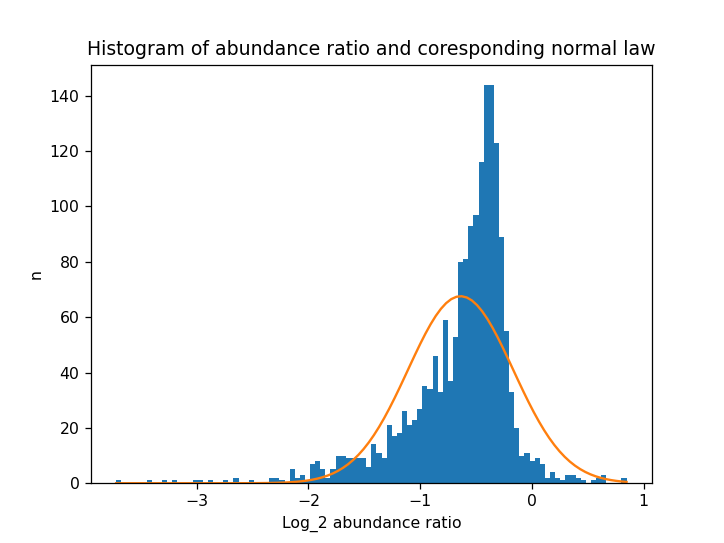 Histogram of abundance ratio and coresponding normal law
140
120
100
80
60
40
20
0
n
−3 −2 −1 0 1
Log_2 abundance ratio